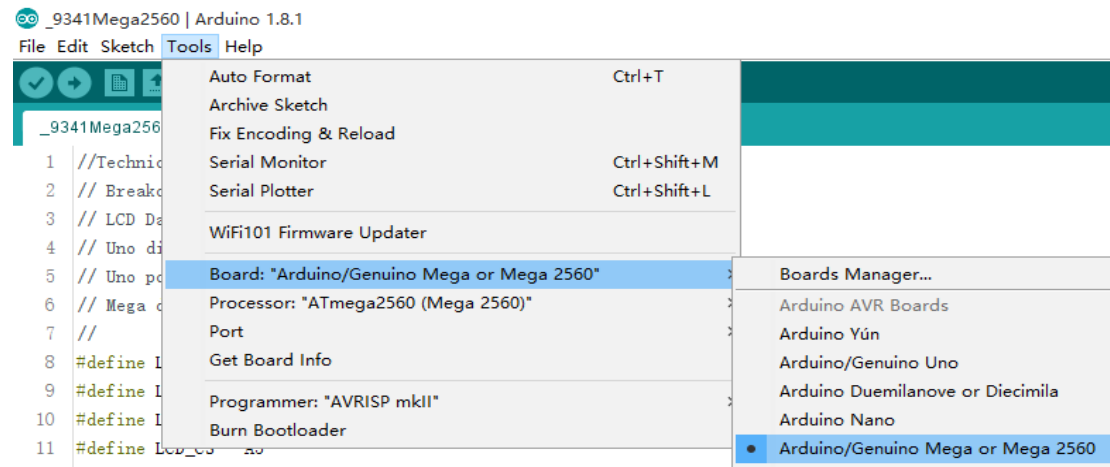 _9341Mega2560 | Arduino 1.8.1
File Edit Sketch Tools Help
_9341Mega256
Auto Format Ctrl+T
Archive Sketch
Fix Encoding & Reload
Serial Monitor Ctrl+Shift+M
Serial Plotter Ctrl+Shift+L
WiFi101 Firmware Updater
Board: "Arduino/Genuino Mega or Mega 2560"
Processor: "ATmega2560 (Mega 2560)"
Port
Get Board Info
Programmer: "AVRISP mkII"
Burn Bootloader
Boards Manager...
Arduino AVR Boards
Arduino Yún
Arduino/Genuino Uno
Arduino Duemilanove or Diecimila
Arduino Nano
Arduino/Genuino Mega or Mega 2560
1 //Technic
2 // Breako
3 // LCD Da
4 // Uno di
5 // Uno po
6 // Mega
7 //
8 #define L
9 #define L
10 #define L
11 #define